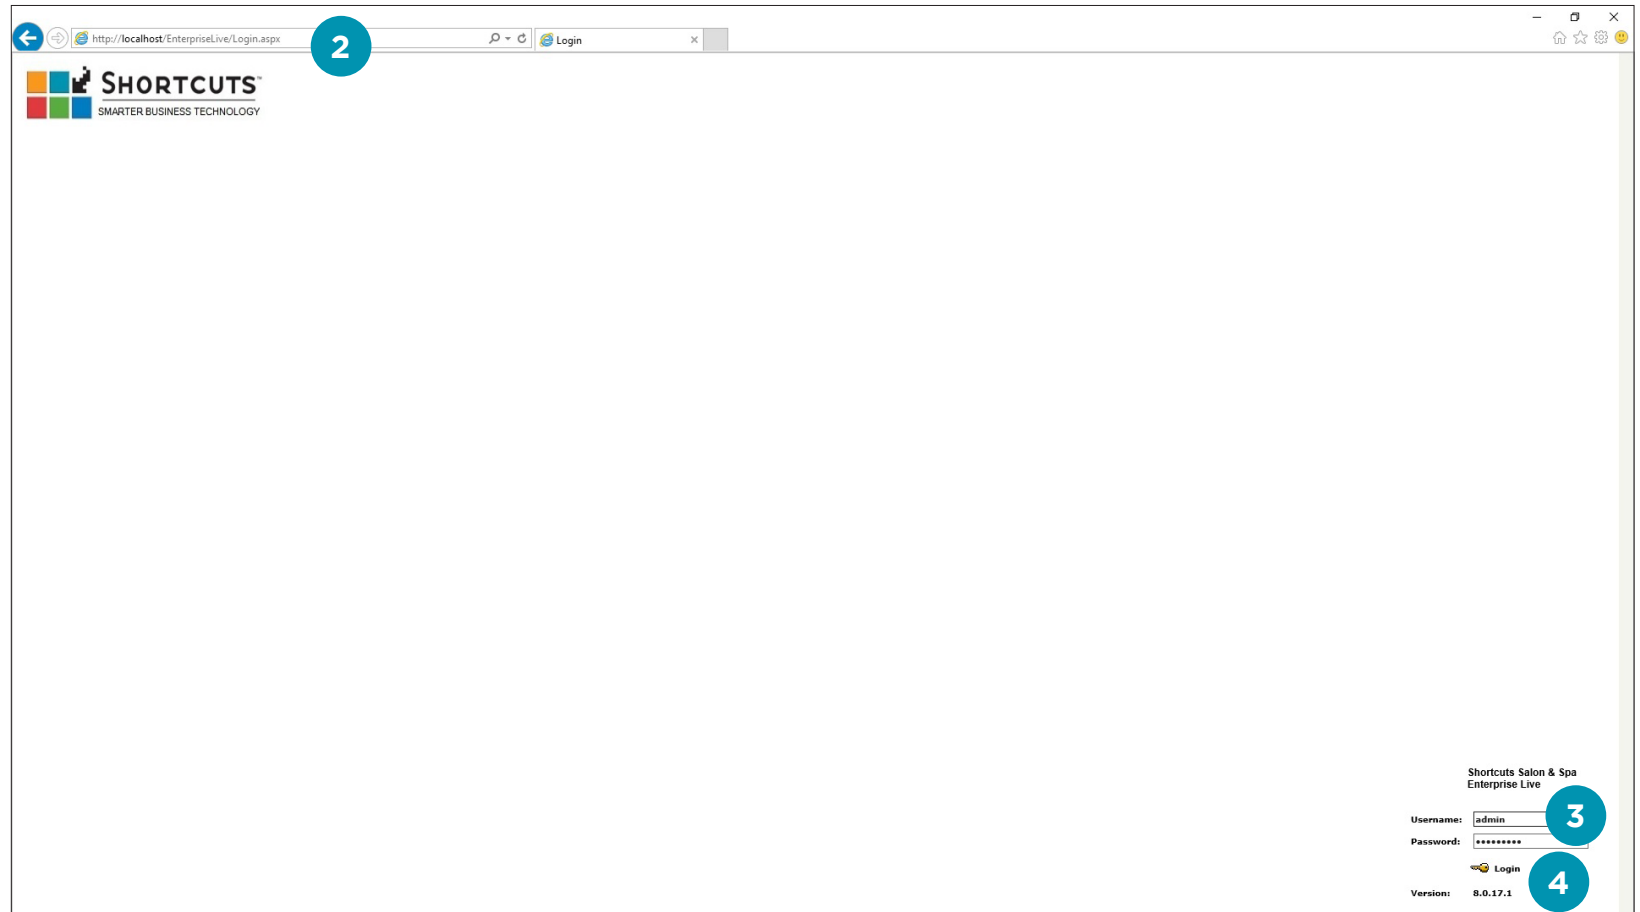 http://localhost/EnterpriseLive/Login.aspx
2
Login
SHORTCUTS™
SMARTER BUSINESS TECHNOLOGY
Shortcuts Salon & Spa
Enterprise Live
Username: admin
3
Password: •••••••••
Login
4
Version: 8.0.17.1